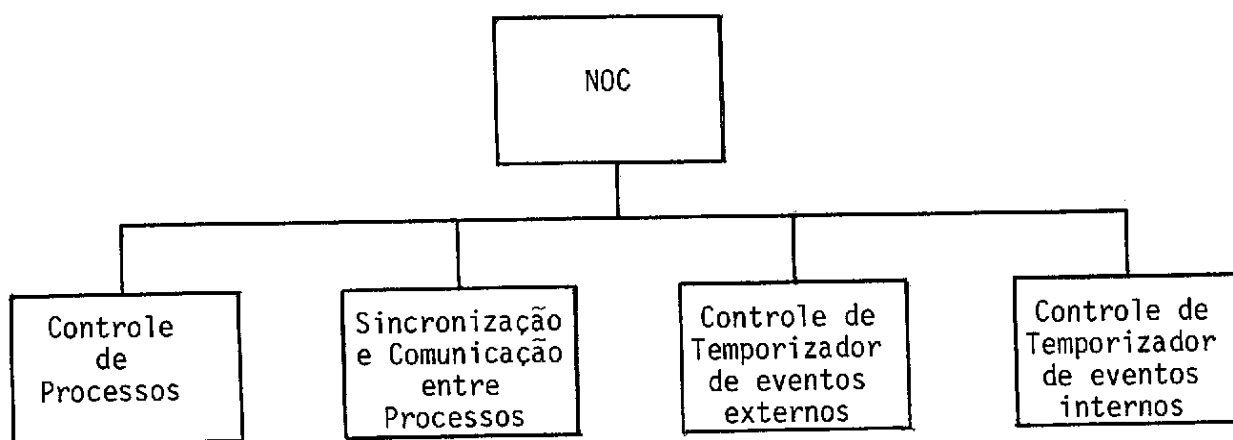 NOC
Controle
de
Processos
Sincronização
e Comunicação
entre
Processos
Controle de
Temporizador
de eventos
externos
Controle de
Temporizador
de eventos
internos